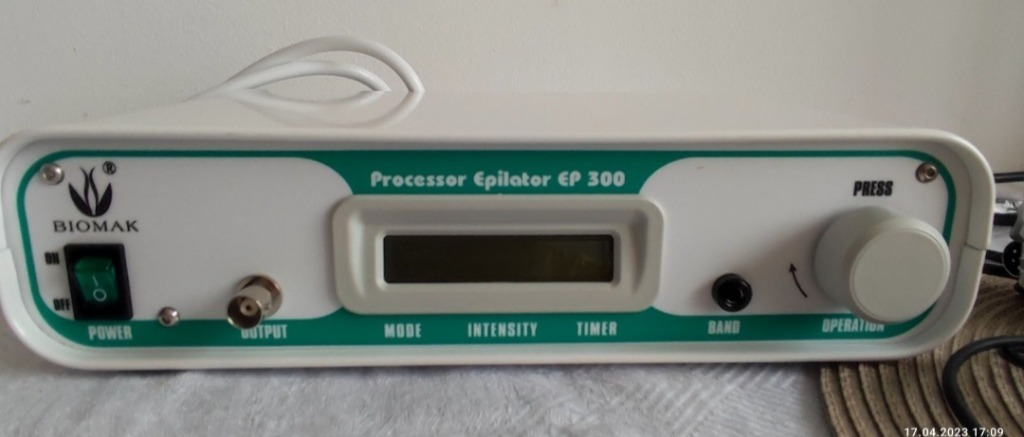 Processor Epilator EP 300
®
BIOMAK
PRESS
ON
I
O
OFF
POWER
OUTPUT
MODE INTENSITY TIMER
BAND
OPERATION
17.04.2023 17:09